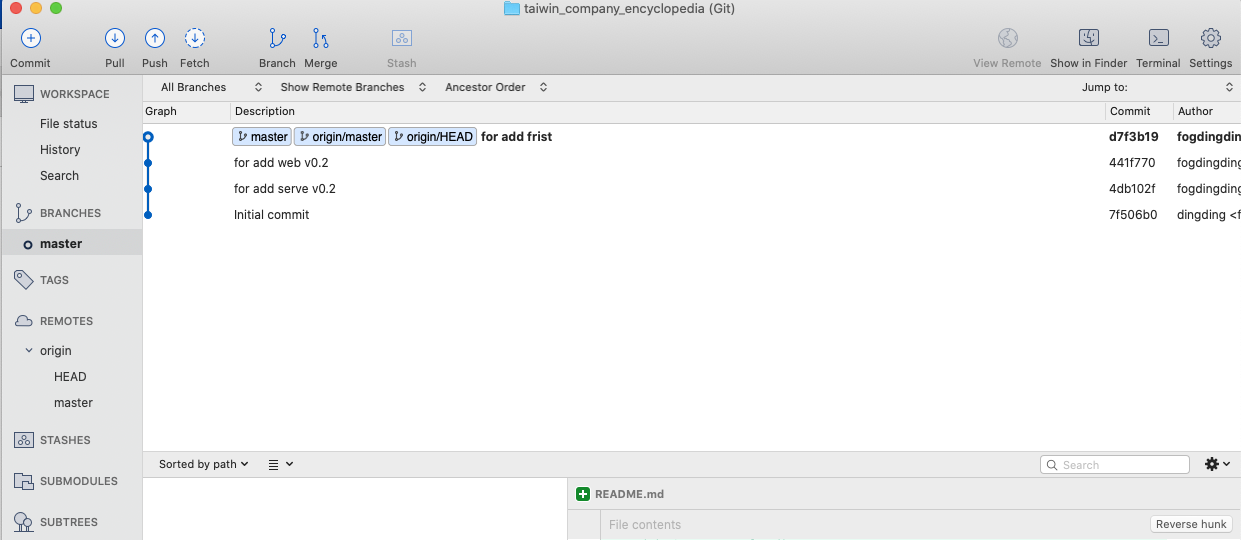 taiwin_company_encyclopedia (Git)
Commit Pull Push Fetch Branch Merge Stash View Remote Show in Finder Terminal Settings
WORKSPACE
File status
History
Search
BRANCHES
master
TAGS
REMOTES
origin
HEAD
master
STASHES
SUBMODULES
SUBTREES
All Branches Show Remote Branches Ancestor Order Jump to:
Graph Description Commit Author
master origin/master origin/HEAD for add frist d7f3b19 fogdingdin
for add web v0.2 441f770 fogdingding
for add serve v0.2 4db102f fogdingding
Initial commit 7f506b0 dingding <f
Sorted by path Search
README.md
File contents Reverse hunk